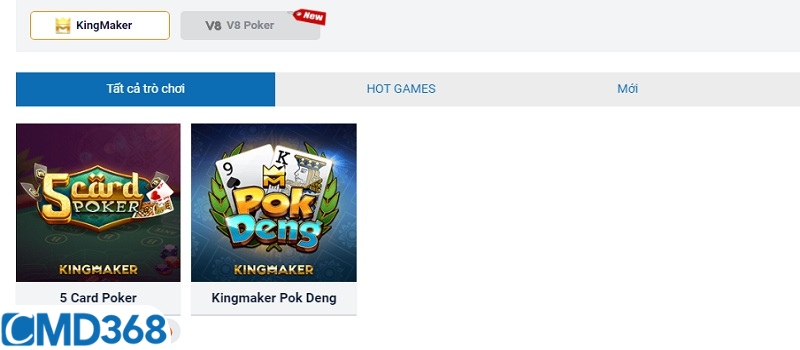 KingMaker
V8 V8 Poker
New
Tất cả trò chơi
HOT GAMES
Mới
5 card
POKER
KINGMAKER
9 K
Pok
Deng
KINGMAKER
5 Card Poker
Kingmaker Pok Deng
CMD368